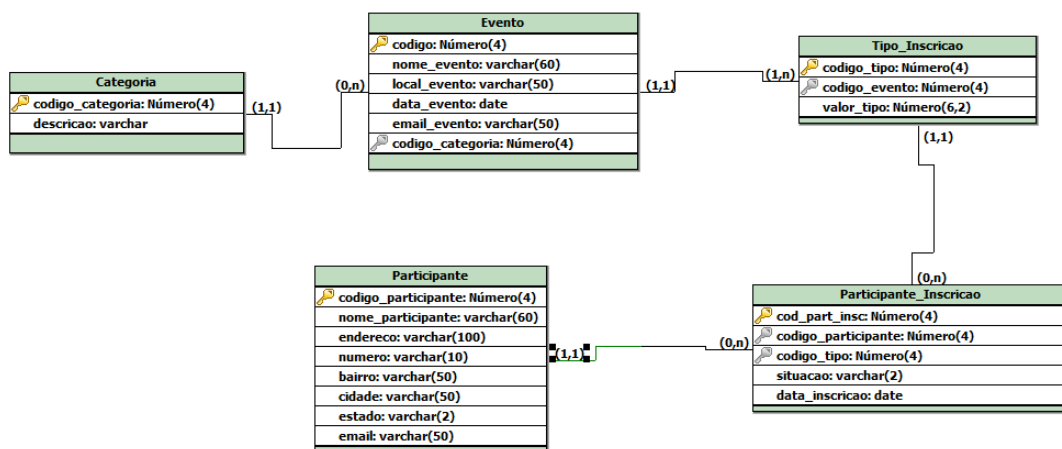 Evento
codigo: Número(4)
nome_evento: varchar(60)
local_evento: varchar(50)
data_evento: date
email_evento: varchar(50)
codigo_categoria: Número(4)
Categoria
codigo_categoria: Número(4)
descricao: varchar
(1,1)
(0,n)
Tipo_Inscricao
codigo_tipo: Número(4)
codigo_evento: Número(4)
valor_tipo: Número(6,2)
(1,1)
(1,n)
(1,1)
(0,n)
Participante
codigo_participante: Número(4)
nome_participante: varchar(60)
endereco: varchar(100)
numero: varchar(10)
bairro: varchar(50)
cidade: varchar(50)
estado: varchar(2)
email: varchar(50)
(1,1)
(0,n)
Participante_Inscricao
cod_part_insc: Número(4)
codigo_participante: Número(4)
codigo_tipo: Número(4)
situacao: varchar(2)
data_inscricao: date